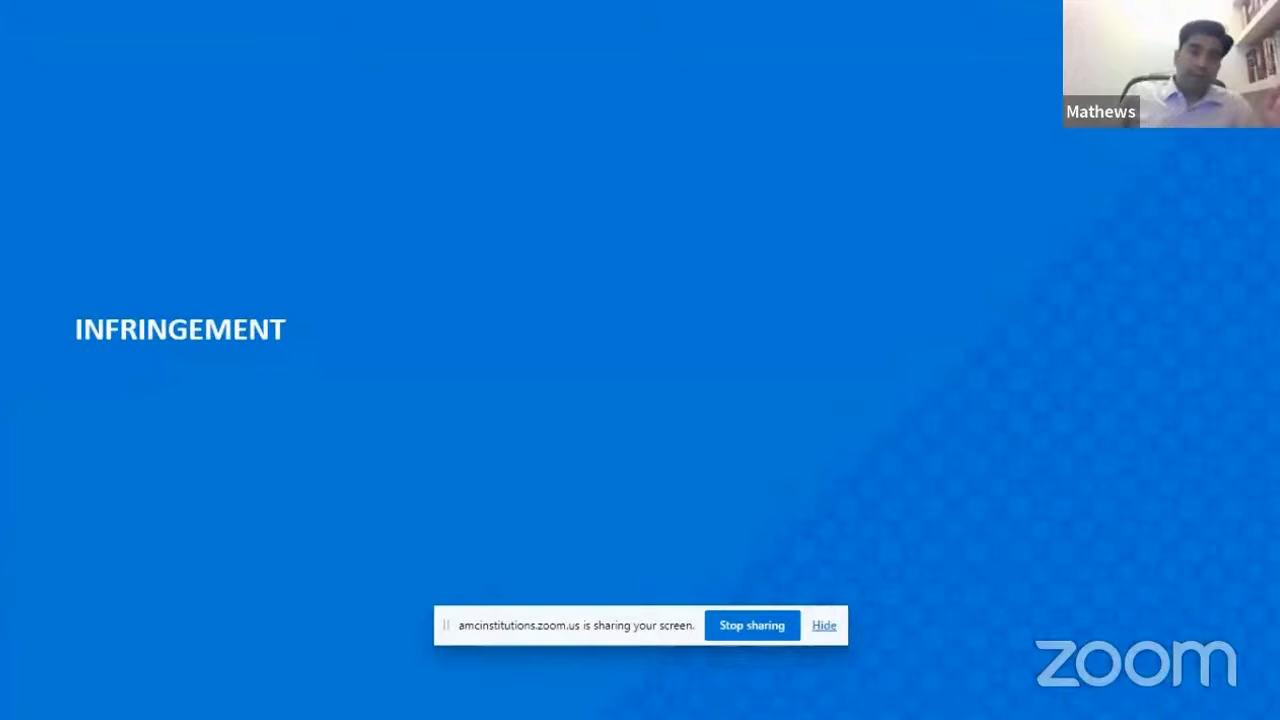 Mathews
INFRINGEMENT
amcinstitutions.zoom.us is sharing your screen. Stop sharing Hide
zoom